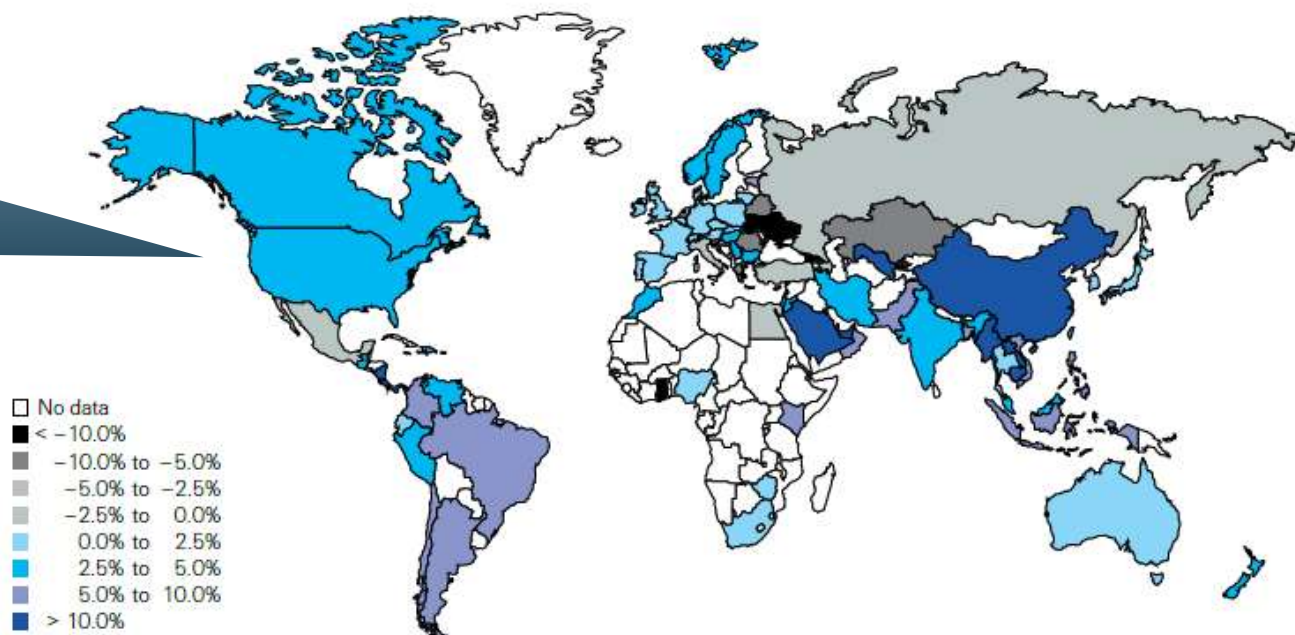 No data
< −10.0%
−10.0% to −5.0%
−5.0% to −2.5%
−2.5% to 0.0%
0.0% to 2.5%
2.5% to 5.0%
5.0% to 10.0%
> 10.0%